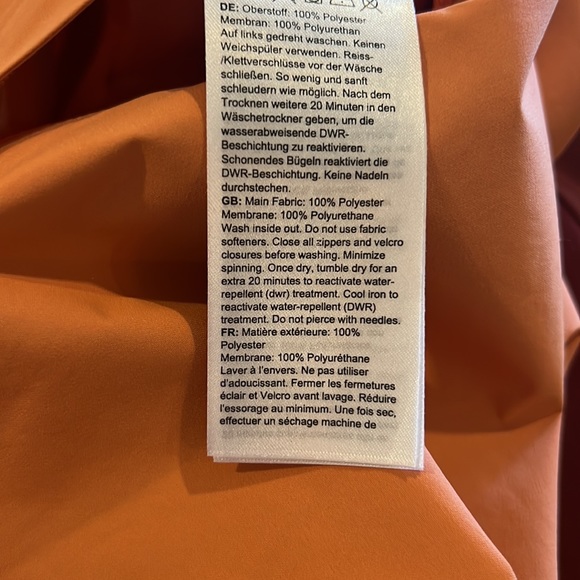 DE: Oberstoff: 100% Polyester
Membran: 100% Polyurethan
Auf links gedreht waschen. Keinen
Weichspüler verwenden. Reiss-
/Klettverschlüsse vor der Wäsche
schließen. So wenig und sanft
schleudern wie möglich. Nach dem
Trocknen weitere 20 Minuten in den
Wäschetrockner geben, um die
wasserabweisende DWR-
Beschichtung zu reaktivieren.
Schonendes Bügeln reaktiviert die
DWR-Beschichtung. Keine Nadeln
durchstechen.
GB: Main Fabric: 100% Polyester
Membrane: 100% Polyurethane
Wash inside out. Do not use fabric
softeners. Close all zippers and velcro
closures before washing. Minimize
spinning. Once dry, tumble dry for an
extra 20 minutes to reactivate water-
repellent (dwr) treatment. Cool iron to
reactivate water-repellent (DWR)
treatment. Do not pierce with needles.
FR: Matière extérieure: 100%
Polyester
Membrane: 100% Polyuréthane
Laver à l'envers. Ne pas utiliser
d'adoucissant. Fermer les fermetures
éclair et Velcro avant lavage. Réduire
l'essorage au minimum. Une fois sec,
effectuer un séchage machine de